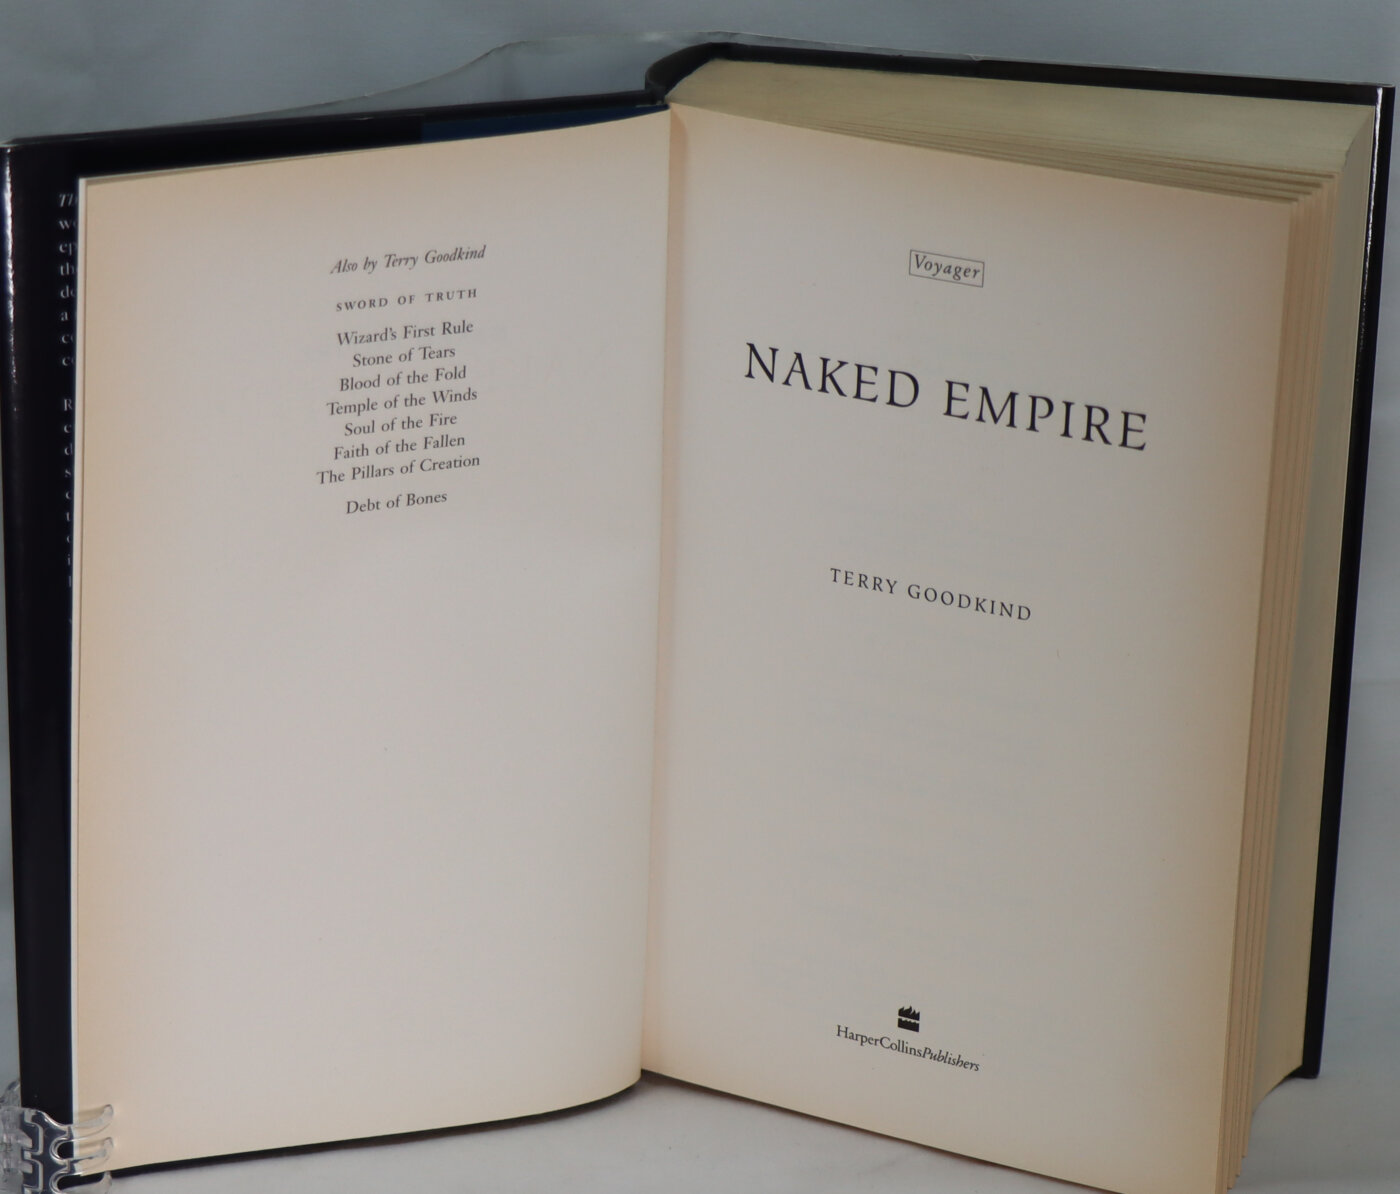 Also by Terry Goodkind
SWORD OF TRUTH
Wizard's First Rule
Stone of Tears
Blood of the Fold
Temple of the Winds
Soul of the Fire
Faith of the Fallen
The Pillars of Creation
Debt of Bones
Voyager
NAKED EMPIRE
TERRY GOODKIND
HarperCollinsPublishers